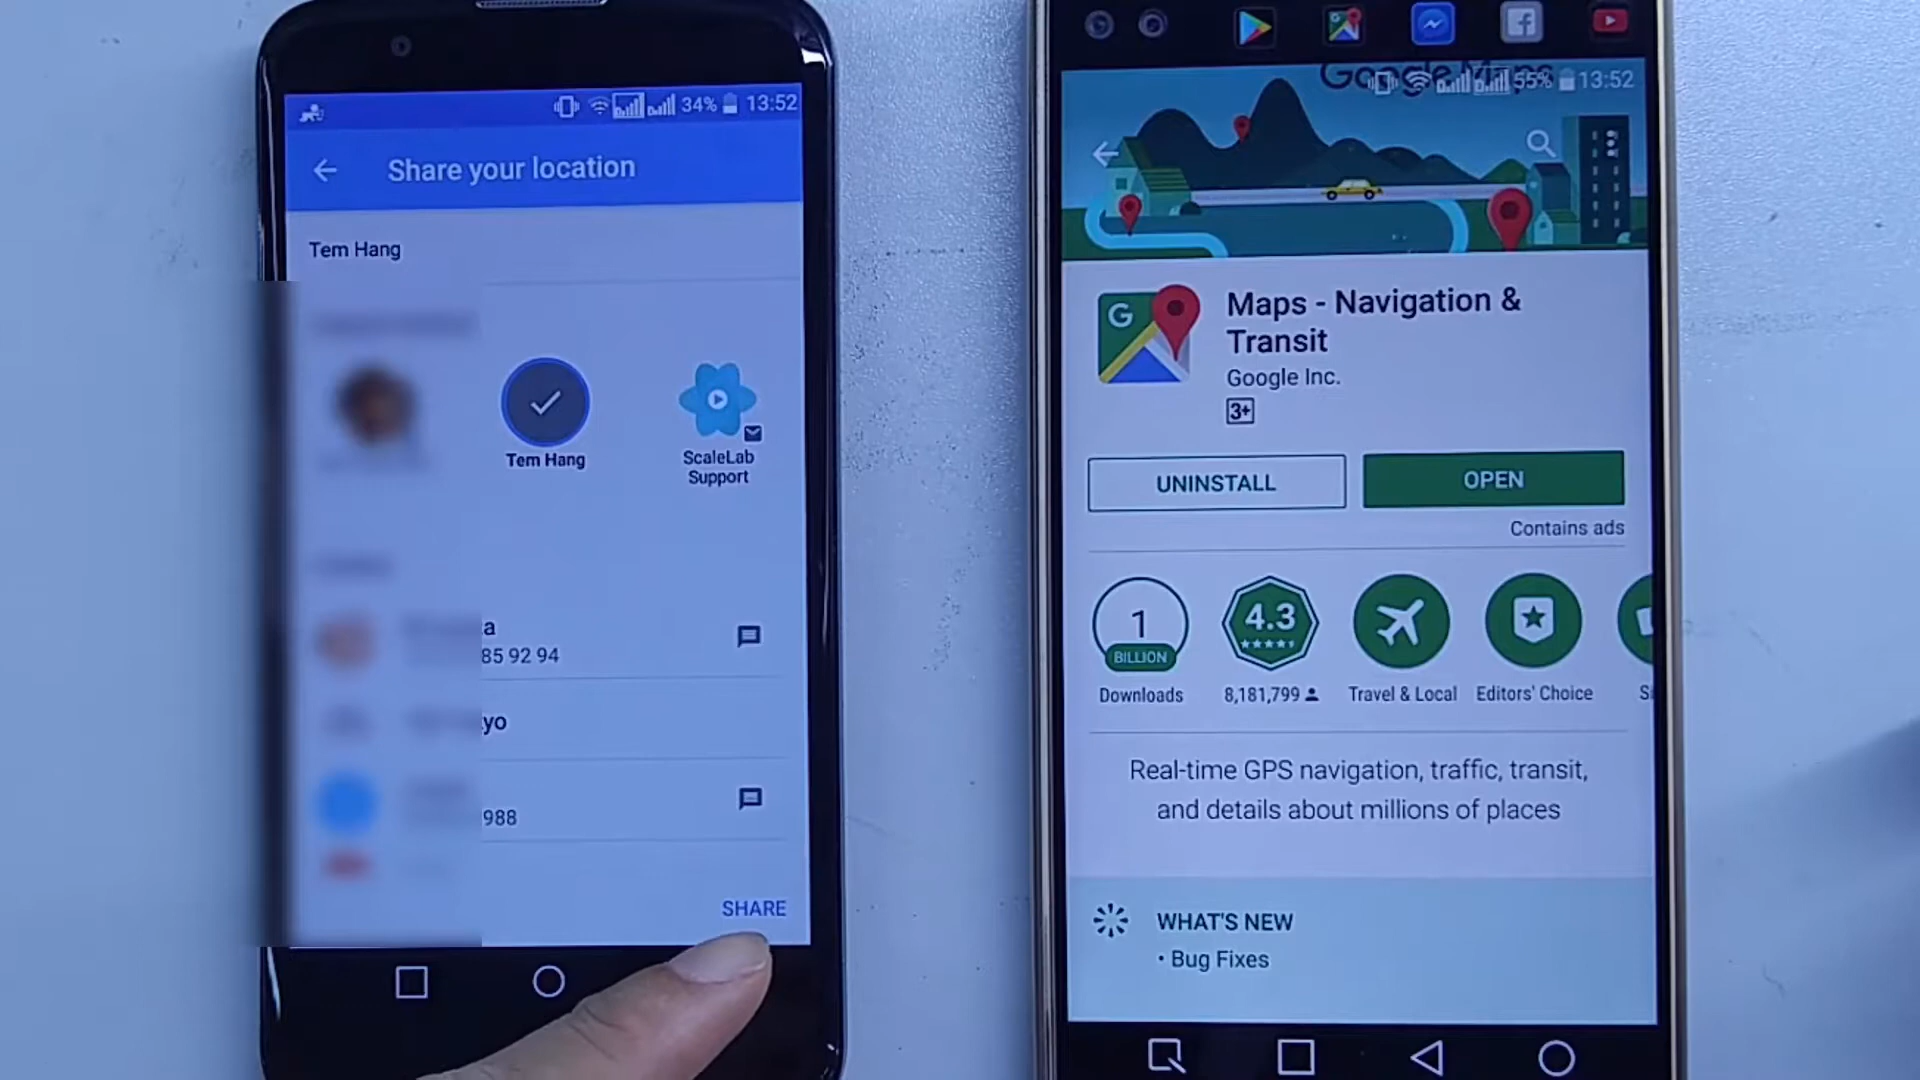 34% 13:52
Share your location
Tem Hang
Tem Hang
ScaleLab
Support
a
85 92 94
yo
988
SHARE
Google Maps
55% 13:52
G
Maps - Navigation &
Transit
Google Inc.
3+
UNINSTALL
OPEN
Contains ads
1
BILLION
Downloads
4.3
8,181,799
Travel & Local
Editors' Choice
Real-time GPS navigation, traffic, transit,
and details about millions of places
WHAT'S NEW
• Bug Fixes